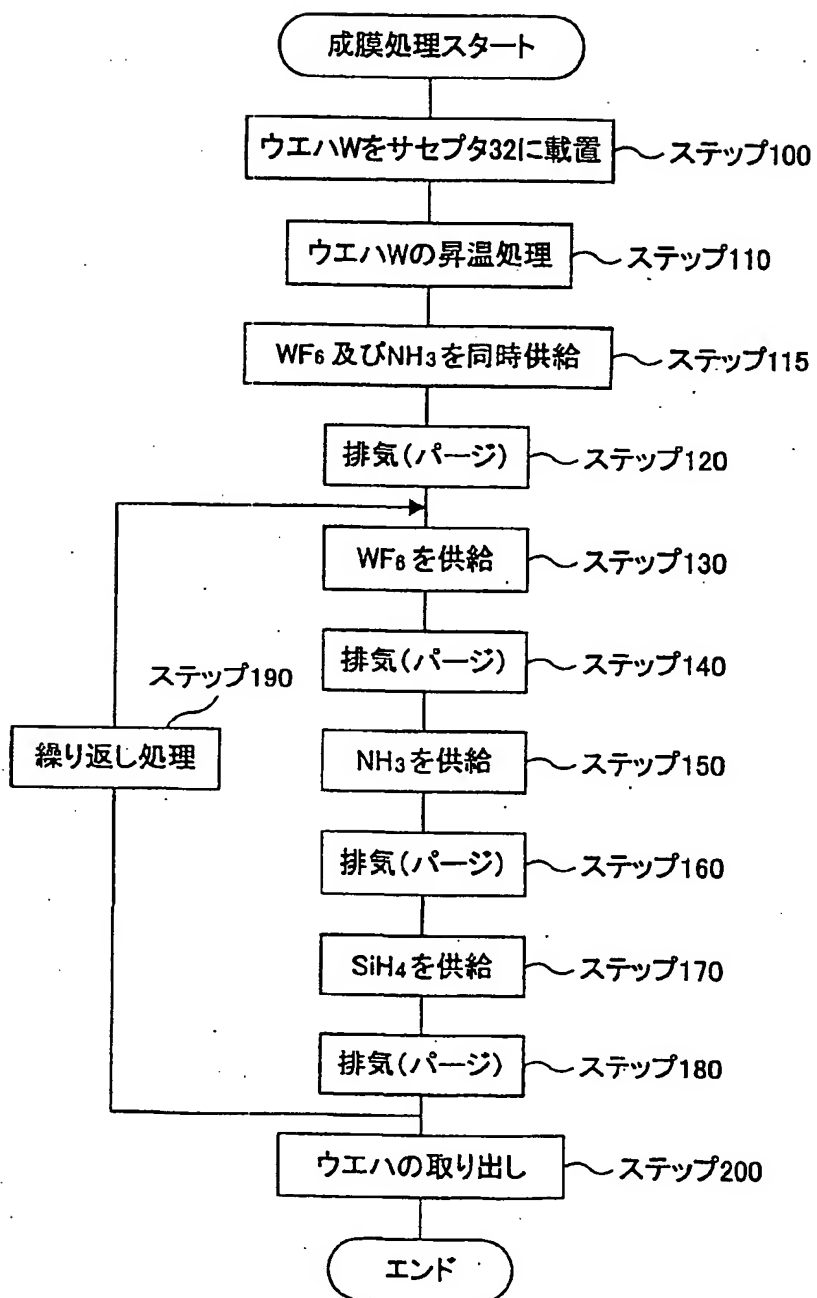 成膜処理スタート
ウエハWをサセプタ32に載置 ステップ100
ウエハWの昇温処理 ステップ110
WF₆及びNH₃を同時供給 ステップ115
排気(パージ) ステップ120
WF₆を供給 ステップ130
排気(パージ) ステップ140
ステップ190
繰り返し処理
NH₃を供給 ステップ150
排気(パージ) ステップ160
SiH₄を供給 ステップ170
排気(パージ) ステップ180
ウエハの取り出し ステップ200
エンド